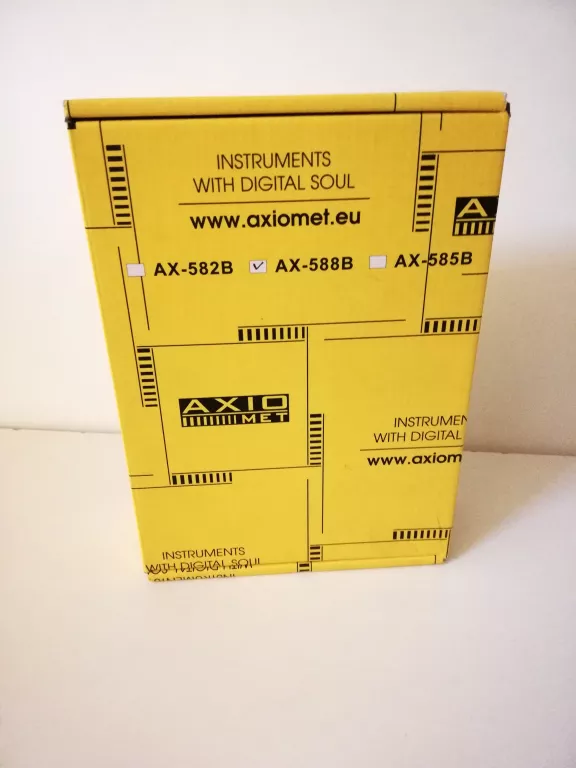 INSTRUMENTS
WITH DIGITAL SOUL
www.axiomet.eu
A
AX-582B AX-588B AX-585B
AXIO
MET
INSTRUMEN
WITH DIGITAL
www.axiom
INSTRUMENTS
WITH DIGITAL SOUL